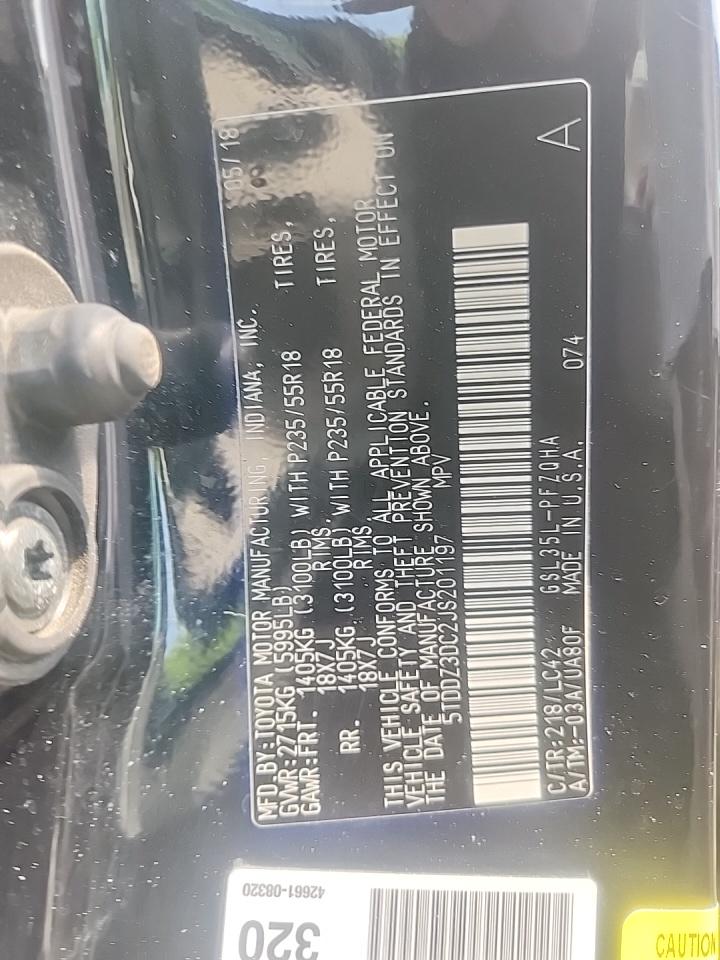 MFD.BY:TOYOTA MOTOR MANUFACTURING, INDIANA, INC. 05/18
GVWR:2715KG (5995LB)
GAWR:FRT. 1405KG (3100LB) WITH P235/55R18 TIRES,
18X7J RIMS,
RR. 1405KG (3100LB) WITH P235/55R18 TIRES,
18X7J RIMS
THIS VEHICLE CONFORMS TO ALL APPLICABLE FEDERAL MOTOR
VEHICLE SAFETY AND THEFT PREVENTION STANDARDS IN EFFECT ON
THE DATE OF MANUFACTURE SHOWN ABOVE.
5TDDZ3DC2JS201197 MPV
C/TR:218/LC42 GSL35L-PFZQHA 074 A
A/TM:-03A/UA80F MADE IN U.S.A.
42661-08320
320
CAUTION